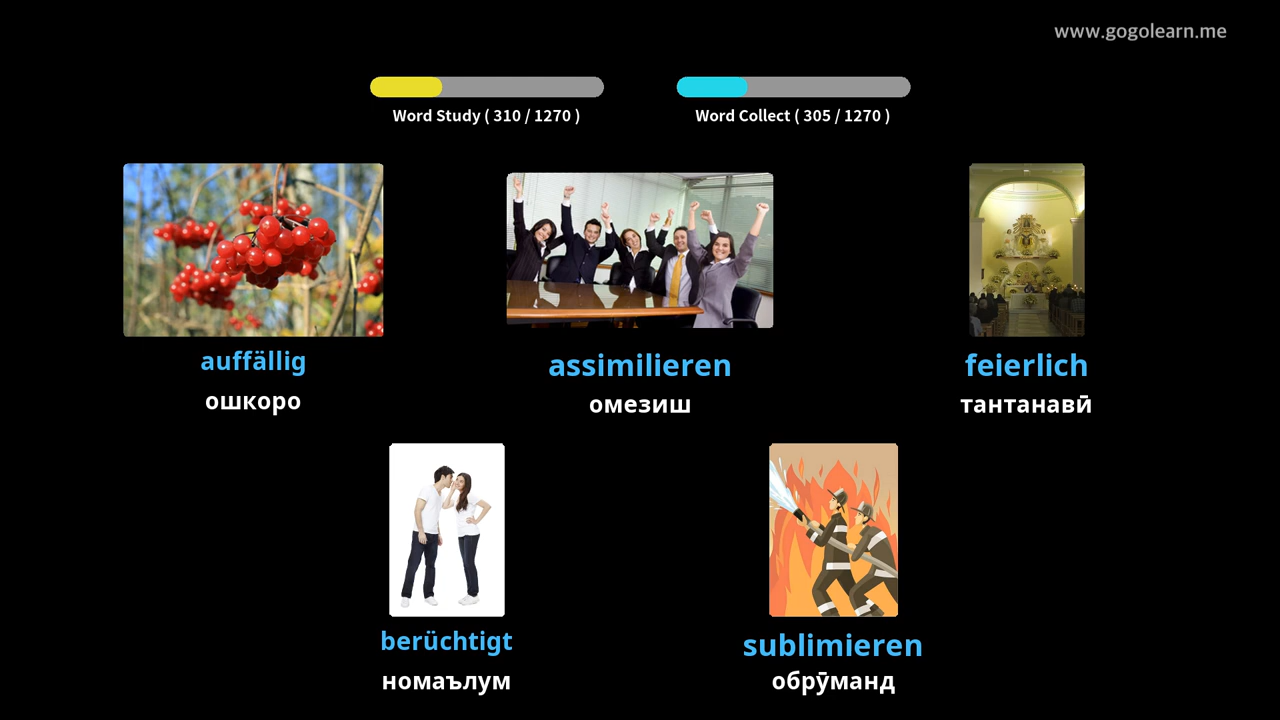 www.gogolearn.me
Word Study ( 310 / 1270 )
Word Collect ( 305 / 1270 )
auffällig
ошкоро
assimilieren
омезиш
feierlich
тантанавӣ
berüchtigt
номаълум
sublimieren
обрӯманд